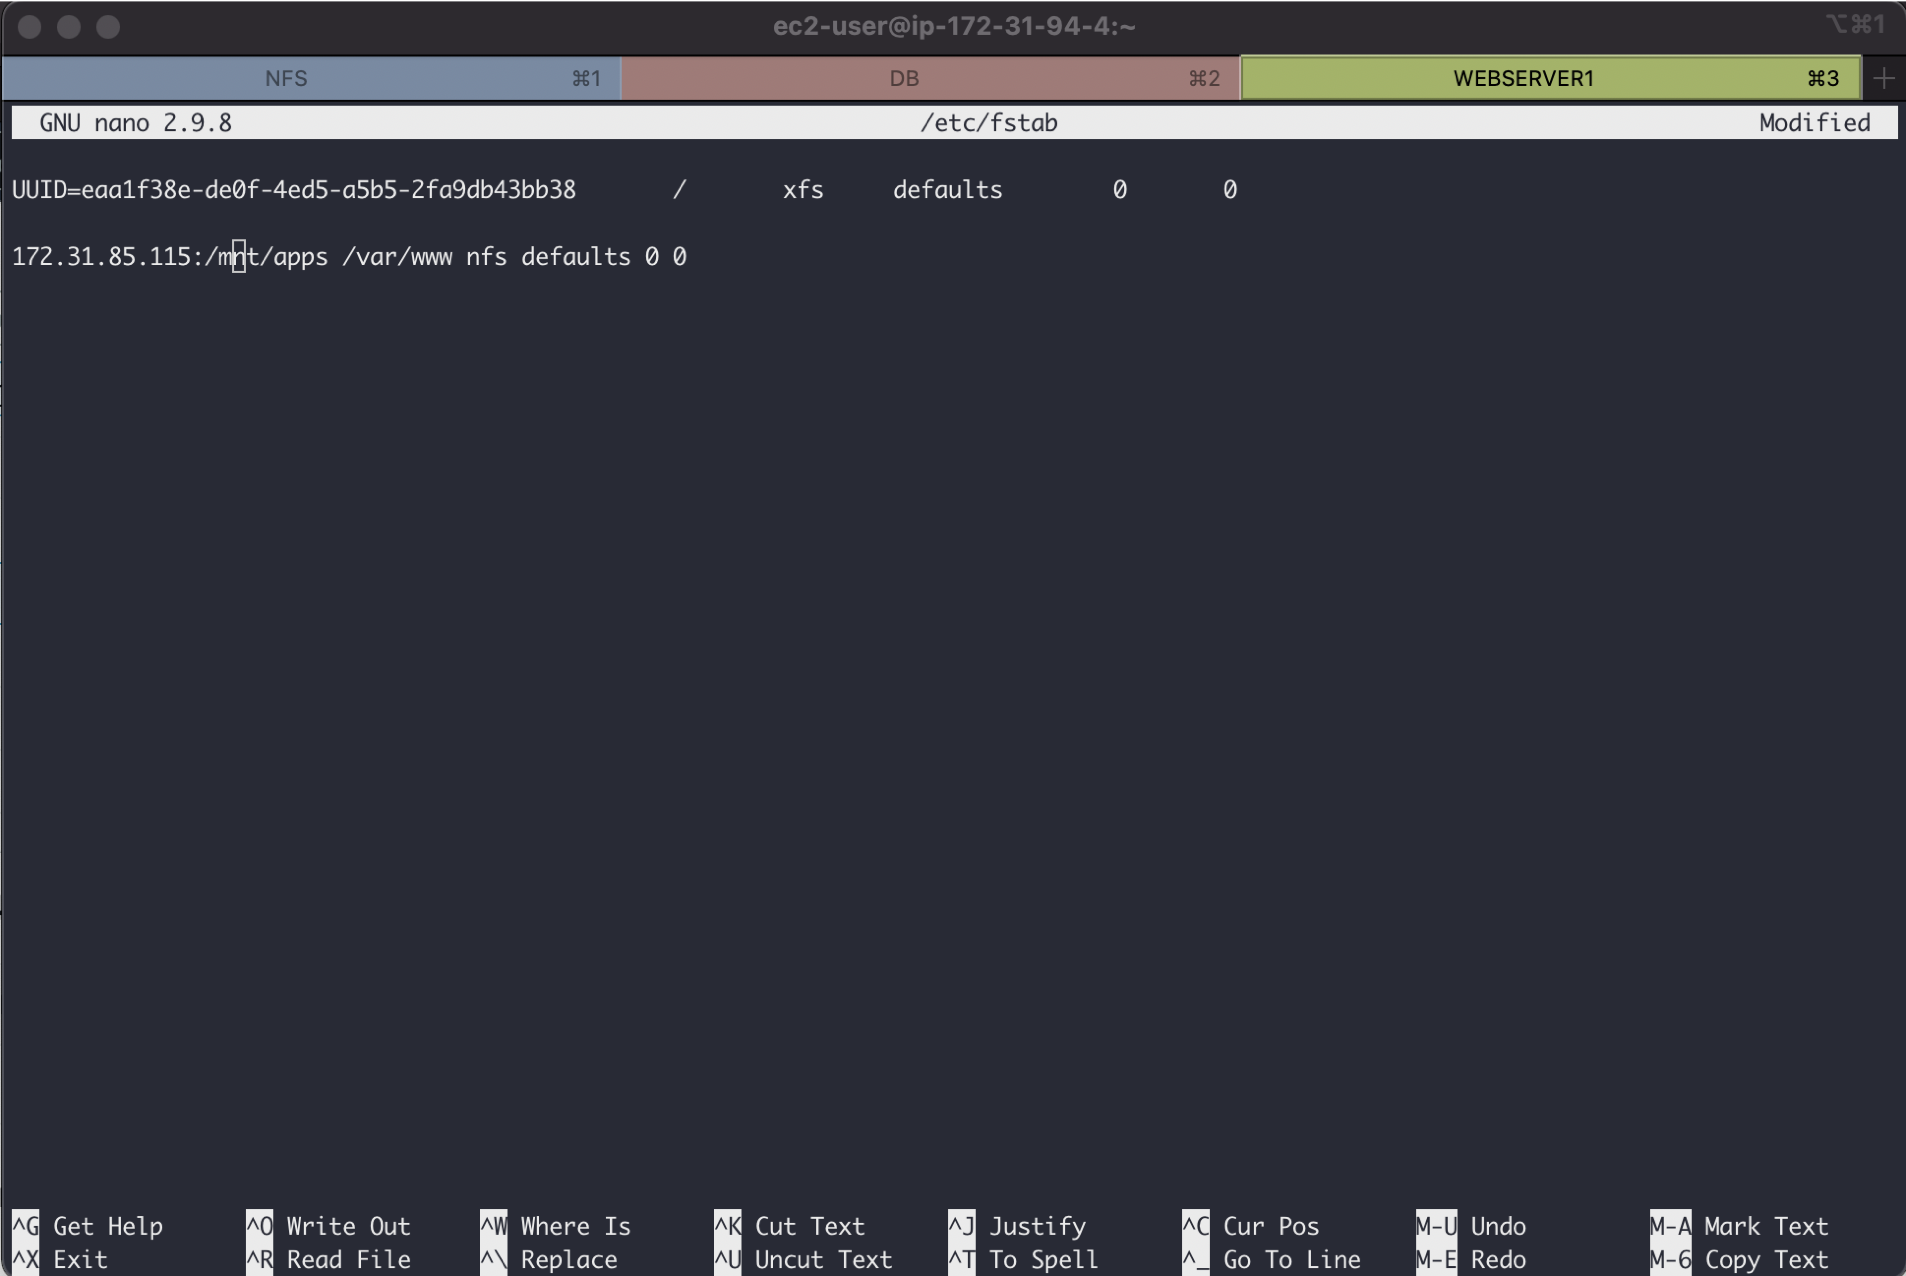 ec2-user@ip-172-31-94-4:~ ⌥⌘1
NFS ⌘1 DB ⌘2 WEBSERVER1 ⌘3 +
GNU nano 2.9.8 /etc/fstab Modified
UUID=eaa1f38e-de0f-4ed5-a5b5-2fa9db43bb38 / xfs defaults 0 0
172.31.85.115:/mnt/apps /var/www nfs defaults 0 0
^G Get Help ^O Write Out ^W Where Is ^K Cut Text ^J Justify ^C Cur Pos M-U Undo M-A Mark Text
^X Exit ^R Read File ^\ Replace ^U Uncut Text ^T To Spell ^_ Go To Line M-E Redo M-6 Copy Text